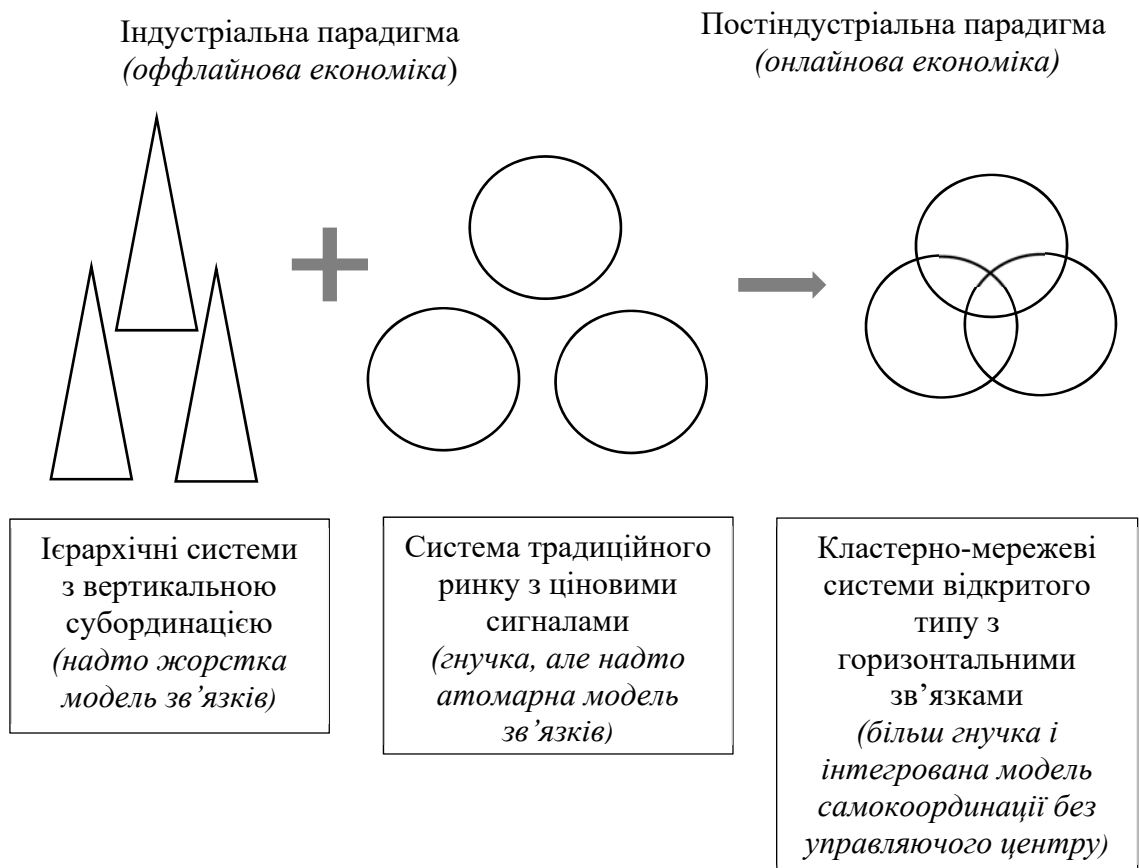 Індустріальна парадигма
(оффлайнова економіка)
Постіндустріальна парадигма
(онлайнова економіка)
Ієрархічні системи
з вертикальною
субординацією
(надто жорстка
модель зв’язків)
Система традиційного
ринку з ціновими
сигналами
(гнучка, але надто
атомарна модель
зв’язків)
Кластерно-мережеві
системи відкритого
типу з
горизонтальними
зв’язками
(більш гнучка і
інтегрована модель
самокоординації без
управляючого центру)